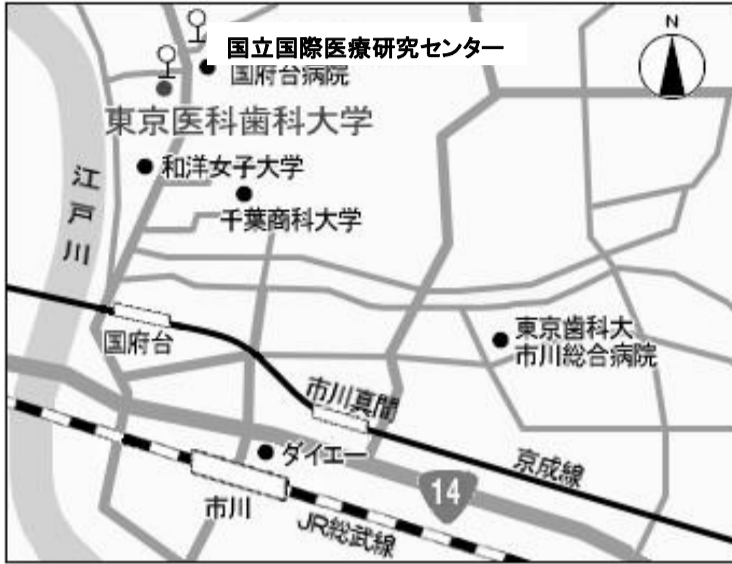 国立国際医療研究センター
国府台病院
N
東京医科歯科大学
和洋女子大学
千葉商科大学
江戸川
国府台
東京歯科大
市川総合病院
市川真間
ダイエー
京成線
14
市川
JR総武線